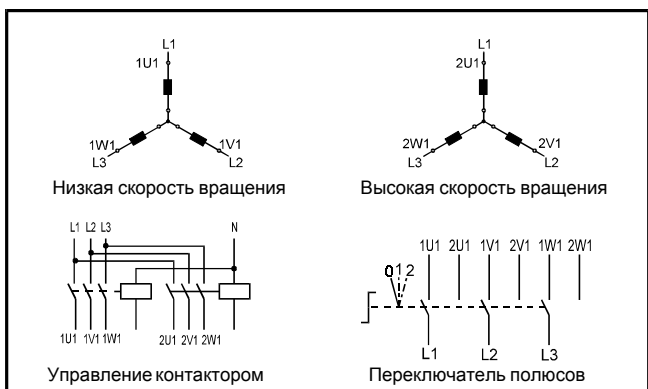 L1
1U1
1W1
1V1
L3
L2
Низкая скорость вращения
L1
2U1
2W1
2V1
L3
L2
Высокая скорость вращения
L1 L2 L3 N
1U1 1V1 1W1 2U1 2V1 2W1
Управление контактором
1U1 2U1 1V1 2V1 1W1 2W1
0 1 2
L1 L2 L3
Переключатель полюсов